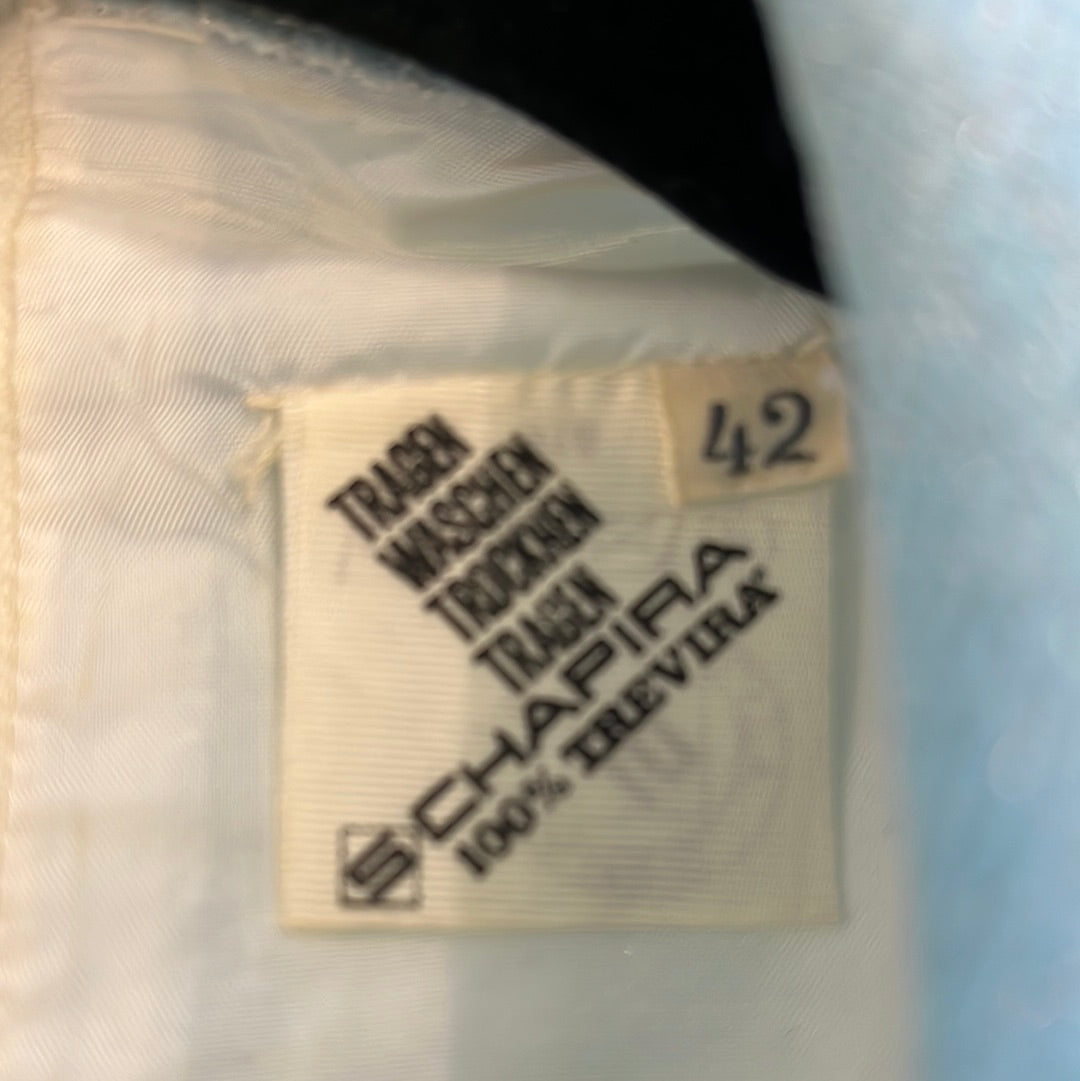 42
TRAGEN
WASCHEN
TROCKNEN
TRAGEN
SCHAPIRA
100% TREVIRA®